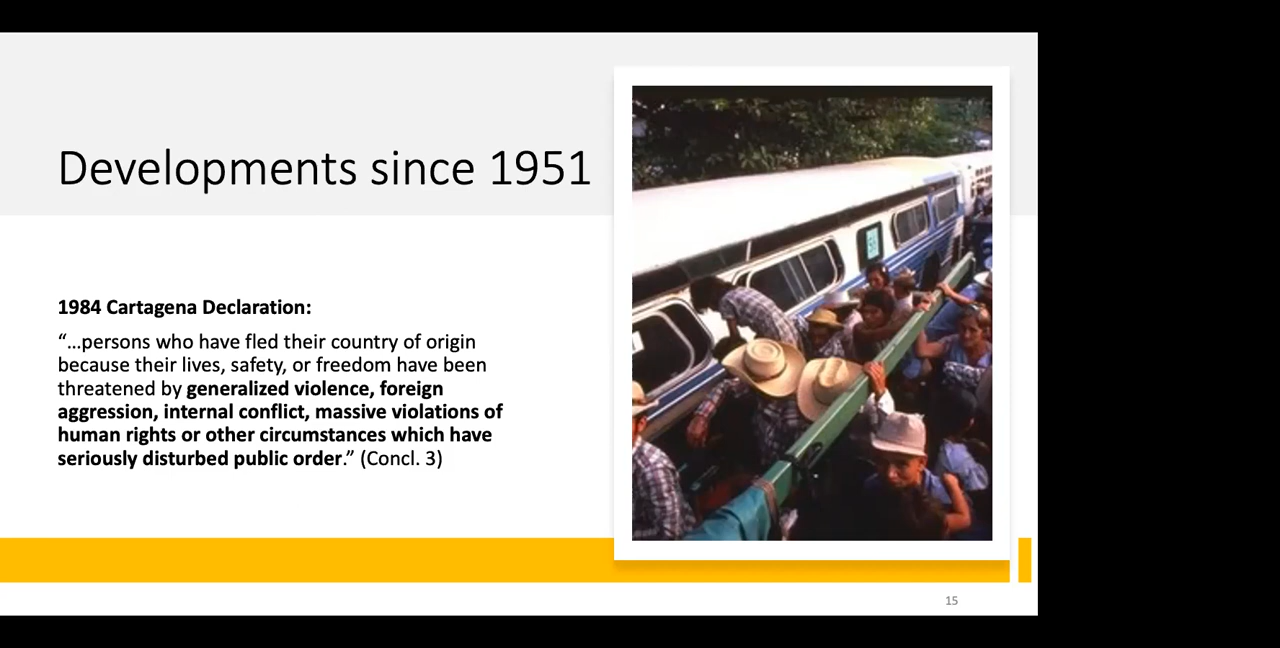 Developments since 1951
1984 Cartagena Declaration:
“...persons who have fled their country of origin
because their lives, safety, or freedom have been
threatened by generalized violence, foreign
aggression, internal conflict, massive violations of
human rights or other circumstances which have
seriously disturbed public order.” (Concl. 3)
15